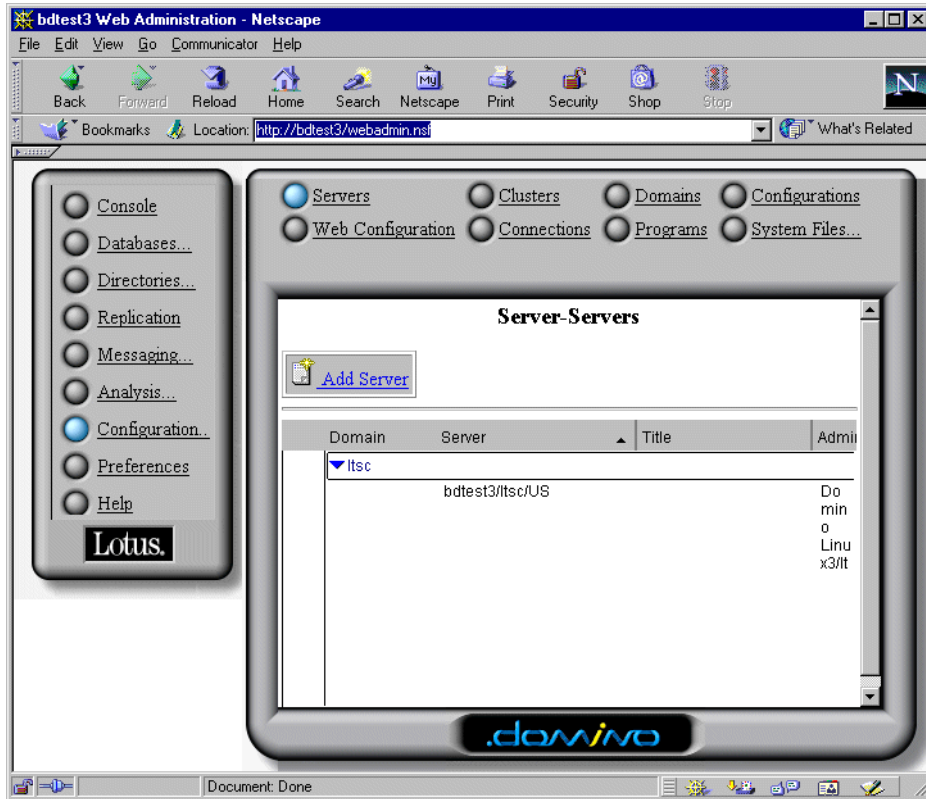 bdtest3 Web Administration - Netscape
File Edit View Go Communicator Help
Back Forward Reload Home Search Netscape Print Security Shop Stop
My
N
Bookmarks Location: http://bdtest3/webadmin.nsf What's Related
Console
Databases...
Directories...
Replication
Messaging...
Analysis...
Configuration..
Preferences
Help
Lotus.
Servers Clusters Domains Configurations
Web Configuration Connections Programs System Files...
Server-Servers
Add Server
Domain Server Title Admi
ltsc
bdtest3/ltsc/US Do
min
o
Linu
x3/lt
.domino
Document: Done